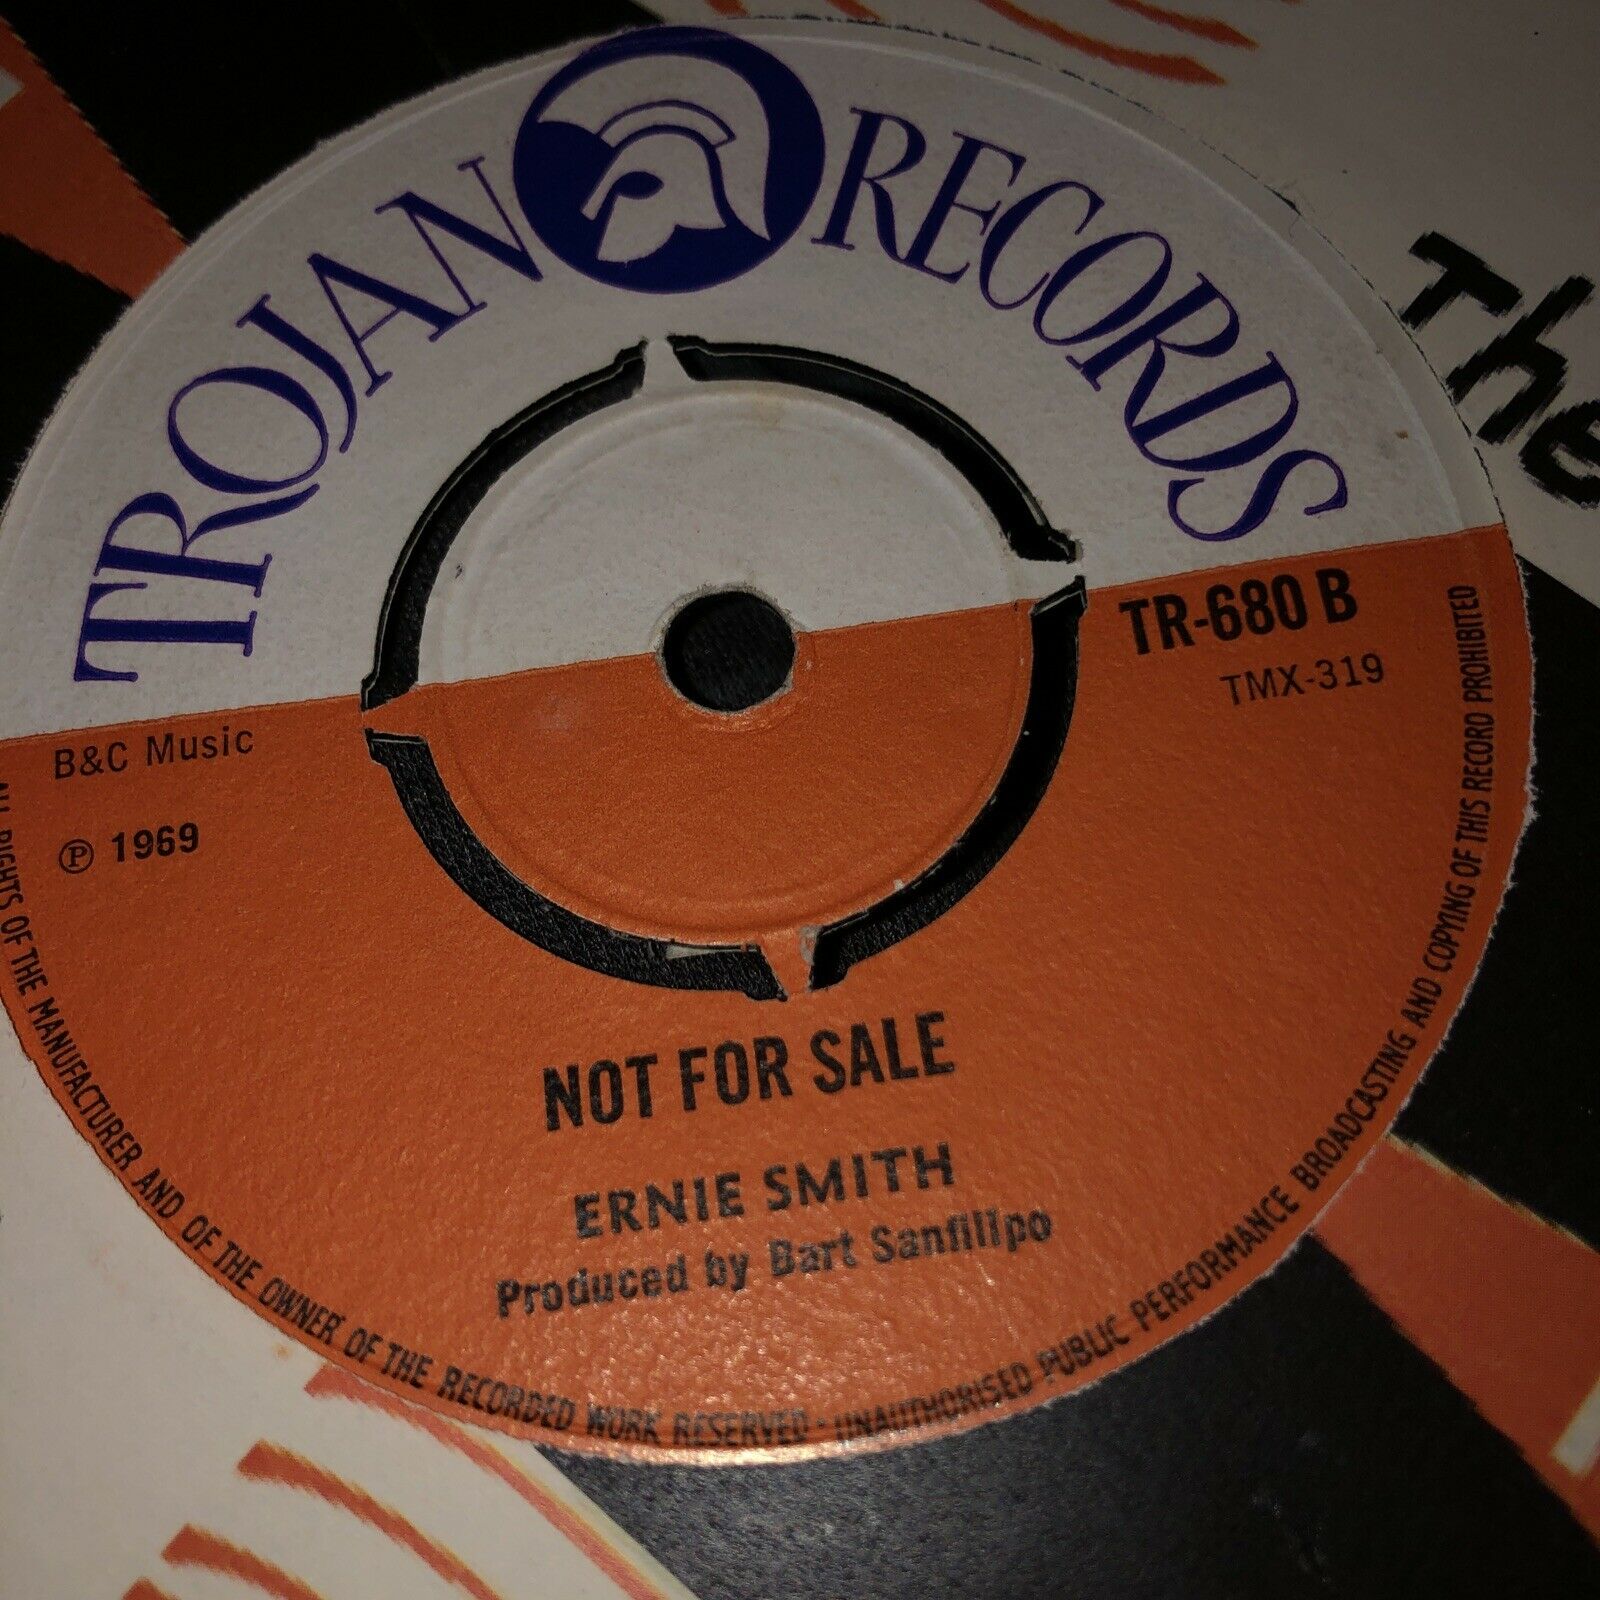 TROJAN RECORDS
The
TR-680 B
TMX-319
B&C Music
℗ 1969
NOT FOR SALE
ERNIE SMITH
Produced by Bart Sanfilipo
ALL RIGHTS OF THE MANUFACTURER AND OF THE OWNER OF THE RECORDED WORK RESERVED - UNAUTHORISED PUBLIC PERFORMANCE BROADCASTING AND COPYING OF THIS RECORD PROHIBITED